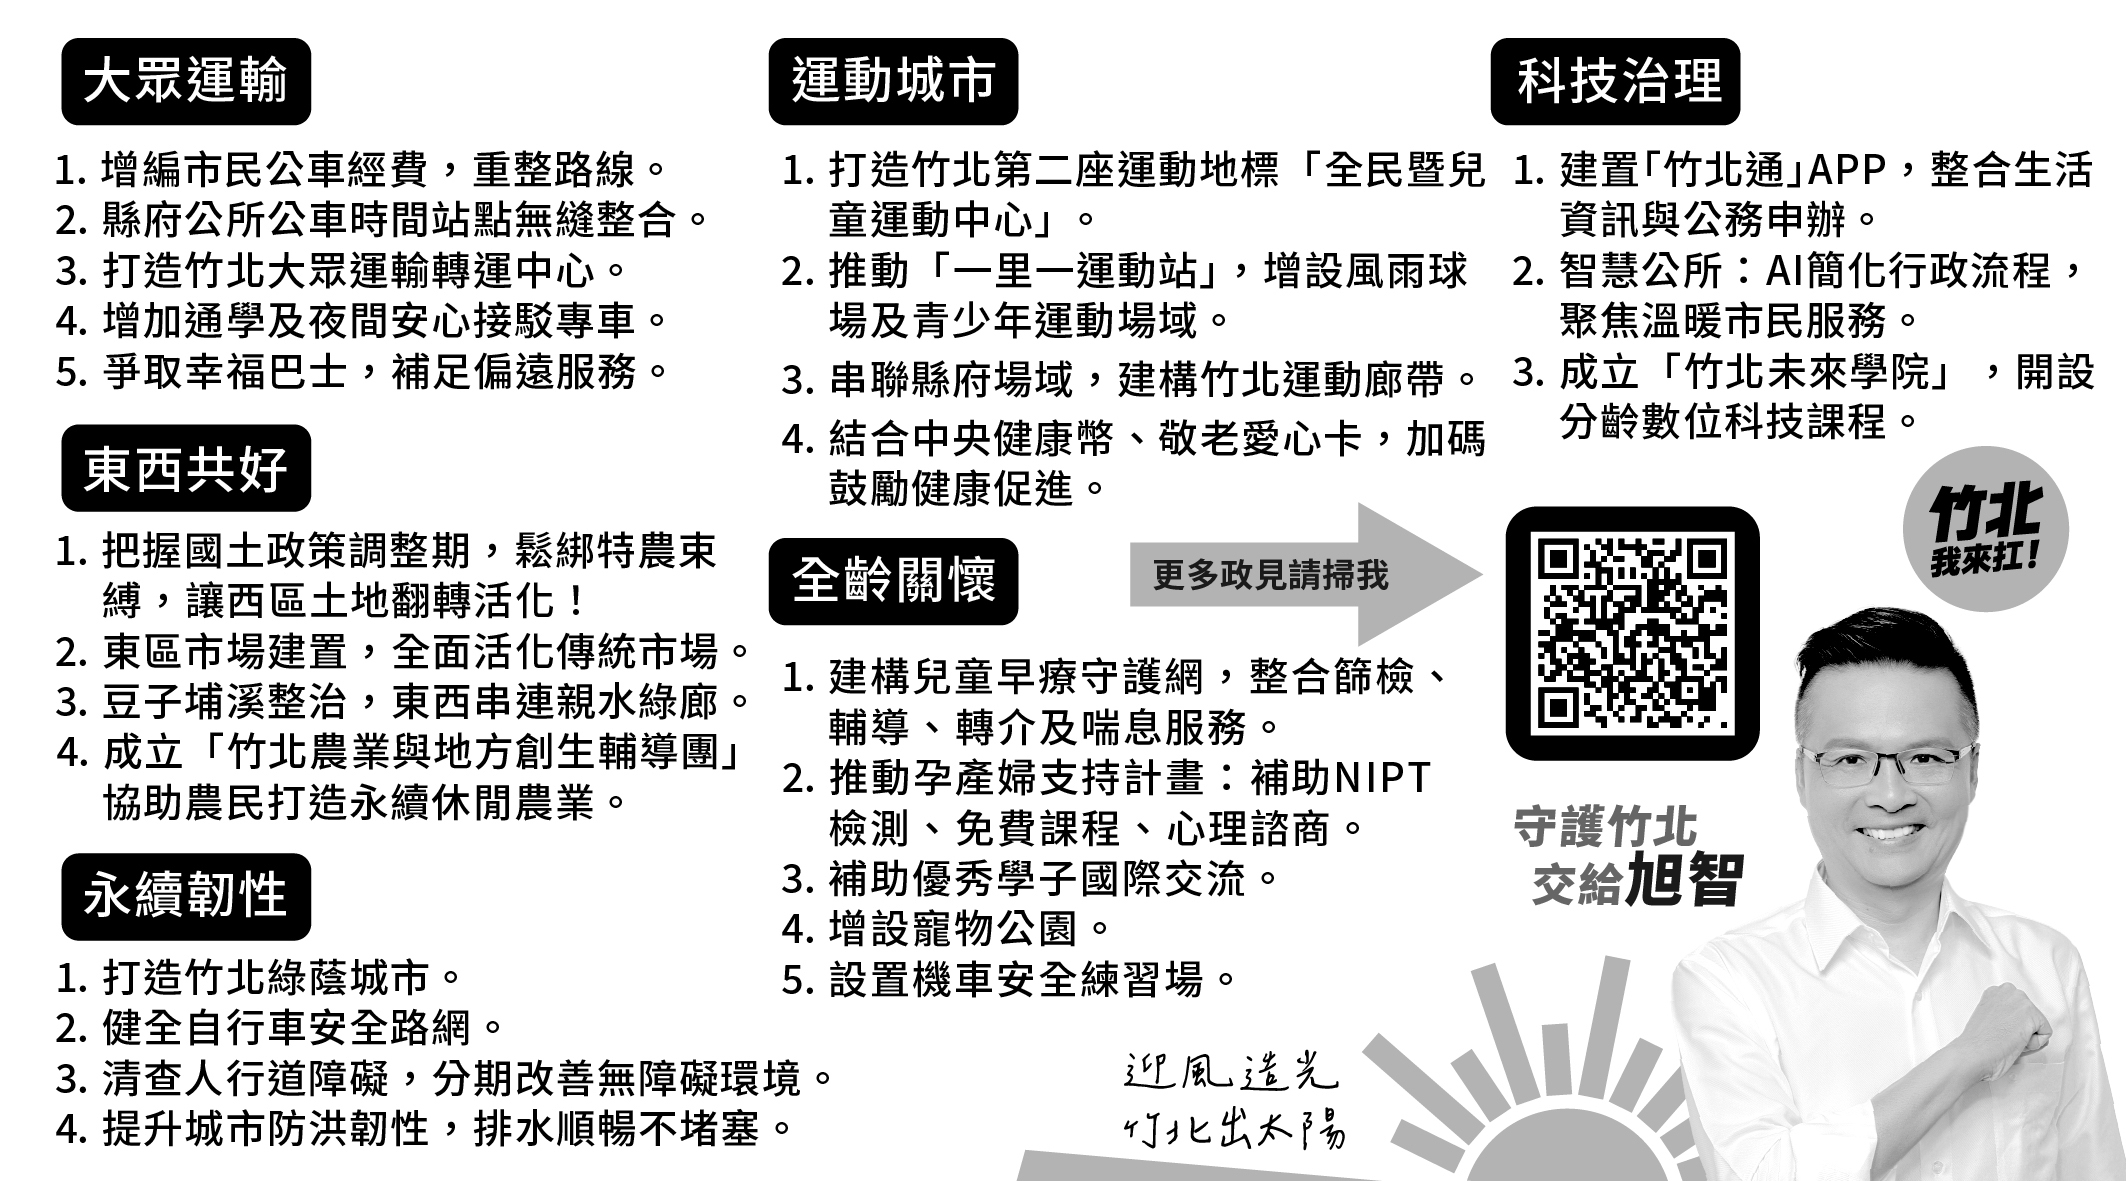 大眾運輸
1. 增編市民公車經費，重整路線。
2. 縣府公所公車時間站點無縫整合。
3. 打造竹北大眾運輸轉運中心。
4. 增加通學及夜間安心接駁專車。
5. 爭取幸福巴士，補足偏遠服務。
東西共好
1. 把握國土政策調整期，鬆綁特農束
縛，讓西區土地翻轉活化！
2. 東區市場建置，全面活化傳統市場。
3. 豆子埔溪整治，東西串連親水綠廊。
4. 成立「竹北農業與地方創生輔導團」
協助農民打造永續休閒農業。
永續韌性
1. 打造竹北綠蔭城市。
2. 健全自行車安全路網。
3. 清查人行道障礙，分期改善無障礙環境。
4. 提升城市防洪韌性，排水順暢不堵塞。
運動城市
1. 打造竹北第二座運動地標「全民暨兒
童運動中心」。
2. 推動「一里一運動站」，增設風雨球
場及青少年運動場域。
3. 串聯縣府場域，建構竹北運動廊帶。
4. 結合中央健康幣、敬老愛心卡，加碼
鼓勵健康促進。
全齡關懷
更多政見請掃我
1. 建構兒童早療守護網，整合篩檢、
輔導、轉介及喘息服務。
2. 推動孕產婦支持計畫：補助NIPT
檢測、免費課程、心理諮商。
3. 補助優秀學子國際交流。
4. 增設寵物公園。
5. 設置機車安全練習場。
迎風造光
竹北出太陽
科技治理
1. 建置「竹北通」APP，整合生活
資訊與公務申辦。
2. 智慧公所：AI簡化行政流程，
聚焦溫暖市民服務。
3. 成立「竹北未來學院」，開設
分齡數位科技課程。
竹北
我來扛！
守護竹北
交給旭智